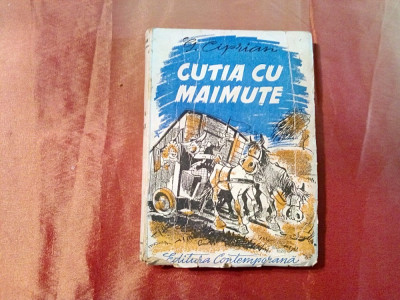 G. Ciprian
CUTIA CU
MAIMUȚE
Editura Contemporană